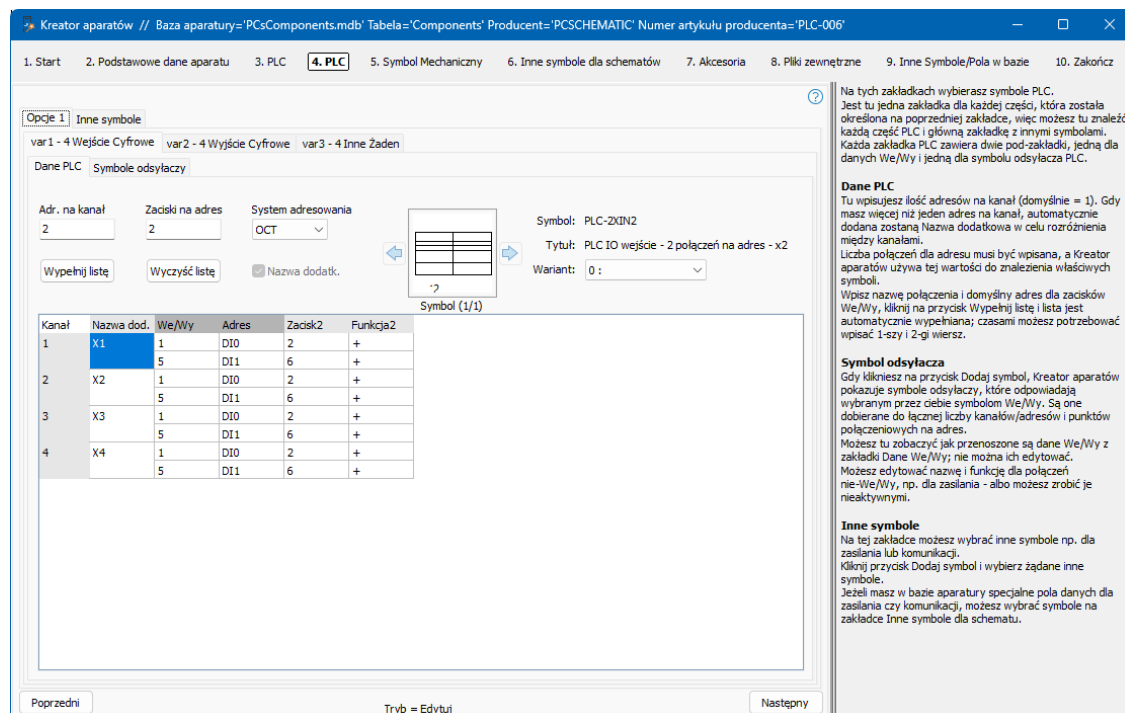 Kreator aparatów // Baza aparatury='PCsComponents.mdb' Tabela='Components' Producent='PCSCHEMATIC' Numer artykułu producenta='PLC-006'
1. Start 2. Podstawowe dane aparatu 3. PLC 4. PLC 5. Symbol Mechaniczny 6. Inne symbole dla schematów 7. Akcesoria 8. Pliki zewnętrzne 9. Inne Symbole/Pola w bazie 10. Zakończ
Opcje 1 Inne symbole
var1 - 4 Wejście Cyfrowe var2 - 4 Wyjście Cyfrowe var3 - 4 Inne Żaden
Dane PLC Symbole odsyłaczy
Adr. na kanał Zaciski na adres System adresowania
2 2 OCT
Wypełnij listę Wyczyść listę Nazwa dodatk.
Symbol: PLC-2XIN2
Tytuł: PLC IO wejście - 2 połączeń na adres - x2
Wariant: 0 :
Symbol (1/1)
Kanał Nazwa dod. We/Wy Adres Zacisk2 Funkcja2
1 X1 1 DI0 2 +
5 DI1 6 +
2 X2 1 DI0 2 +
5 DI1 6 +
3 X3 1 DI0 2 +
5 DI1 6 +
4 X4 1 DI0 2 +
5 DI1 6 +
Poprzedni Tryb = Edytuj Następny
Na tych zakładkach wybierasz symbole PLC.
Jest tu jedna zakładka dla każdej części, która została
określona na poprzedniej zakładce, więc możesz tu znaleźć
każdą część PLC i główną zakładkę z innymi symbolami.
Każda zakładka PLC zawiera dwie pod-zakładki, jedną dla
danych We/Wy i jedną dla symbolu odsyłacza PLC.
Dane PLC
Tu wpisujesz ilość adresów na kanał (domyślnie = 1). Gdy
masz więcej niż jeden adres na kanał, automatycznie
dodana zostaną Nazwa dodatkowa w celu rozróżnienia
między kanałami.
Liczba połączeń dla adresu musi być wpisana, a Kreator
aparatów używa tej wartości do znalezienia właściwych
symboli.
Wpisz nazwę połączenia i domyślny adres dla zacisków
We/Wy, kliknij na przycisk Wypełnij listę i lista jest
automatycznie wypełniana; czasami możesz potrzebować
wpisać 1-szy i 2-gi wiersz.
Symbol odsyłacza
Gdy klikniesz na przycisk Dodaj symbol, Kreator aparatów
pokazuje symbole odsyłaczy, które odpowiadają
wybranym przez ciebie symbolom We/Wy. Są one
dobierane do łącznej liczby kanałów/adresów i punktów
połączeniowych na adres.
Możesz tu zobaczyć jak przenoszone są dane We/Wy z
zakładki Dane We/Wy; nie można ich edytować.
Możesz edytować nazwę i funkcję dla połączeń
nie-We/Wy, np. dla zasilania - albo możesz zrobić je
nieaktywnymi.
Inne symbole
Na tej zakładce możesz wybrać inne symbole np. dla
zasilania lub komunikacji.
Kliknij przycisk Dodaj symbol i wybierz żądane inne
symbole.
Jeżeli masz w bazie aparatury specjalne pola danych dla
zasilania czy komunikacji, możesz wybrać symbole na
zakładce Inne symbole dla schematu.